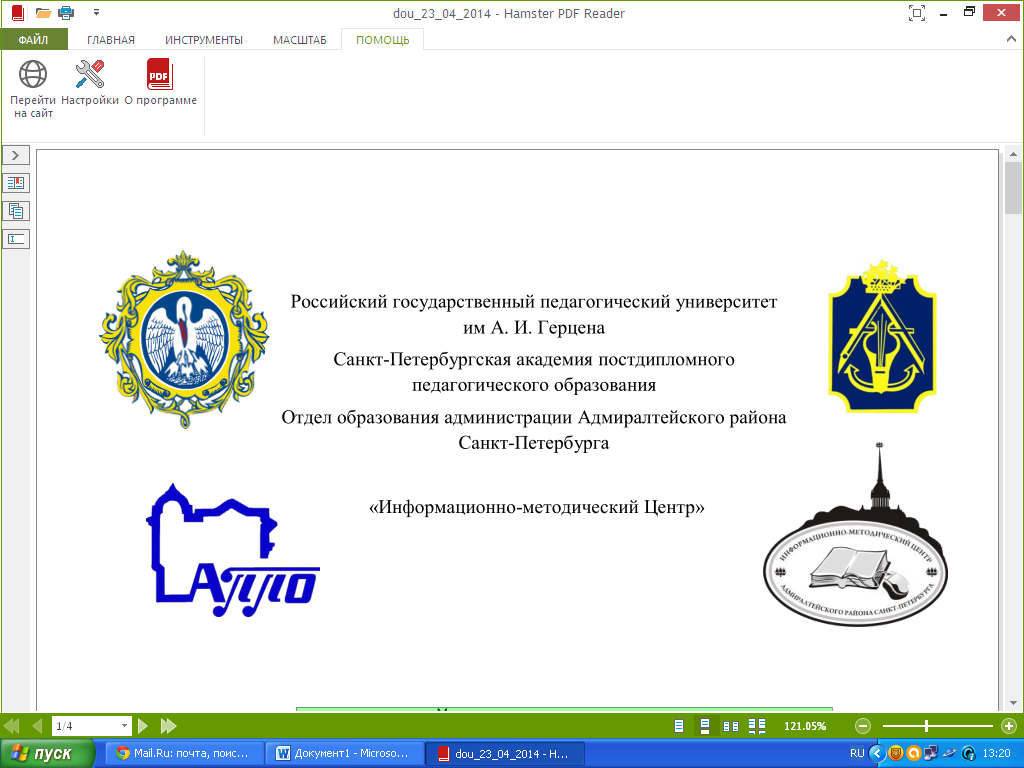 dou_23_04_2014 - Hamster PDF Reader
ФАЙЛ ГЛАВНАЯ ИНСТРУМЕНТЫ МАСШТАБ ПОМОЩЬ
Перейти на сайт
Настройки
PDF
О программе
Российский государственный педагогический университет
им А. И. Герцена
Санкт-Петербургская академия постдипломного
педагогического образования
Отдел образования администрации Адмиралтейского района
Санкт-Петербурга
«Информационно-методический Центр»
Аппо
ИНФОРМАЦИОННО-МЕТОДИЧЕСКИЙ ЦЕНТР
АДМИРАЛТЕЙСКОГО РАЙОНА САНКТ-ПЕТЕРБУРГА
1/4
121.05%
пуск
Mail.Ru: почта, поис...
Документ1 - Microso...
dou_23_04_2014 - H...
RU
13:20